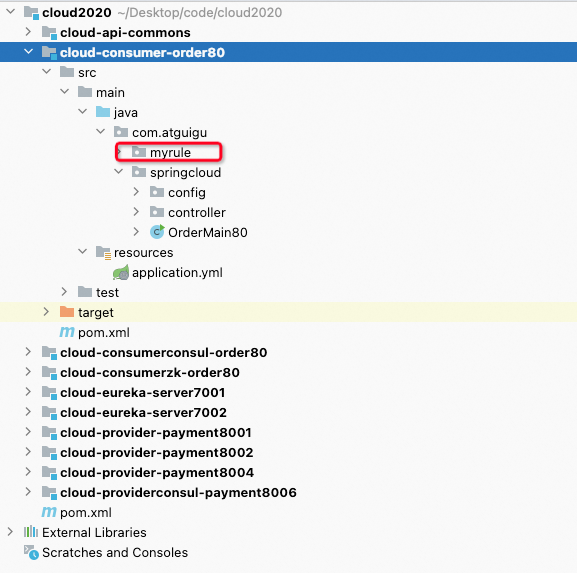 cloud2020 ~/Desktop/code/cloud2020
cloud-api-commons
cloud-consumer-order80
src
main
java
com.atguigu
myrule
springcloud
config
controller
OrderMain80
resources
application.yml
test
target
pom.xml
cloud-consumerconsul-order80
cloud-consumerzk-order80
cloud-eureka-server7001
cloud-eureka-server7002
cloud-provider-payment8001
cloud-provider-payment8002
cloud-provider-payment8004
cloud-providerconsul-payment8006
pom.xml
External Libraries
Scratches and Consoles